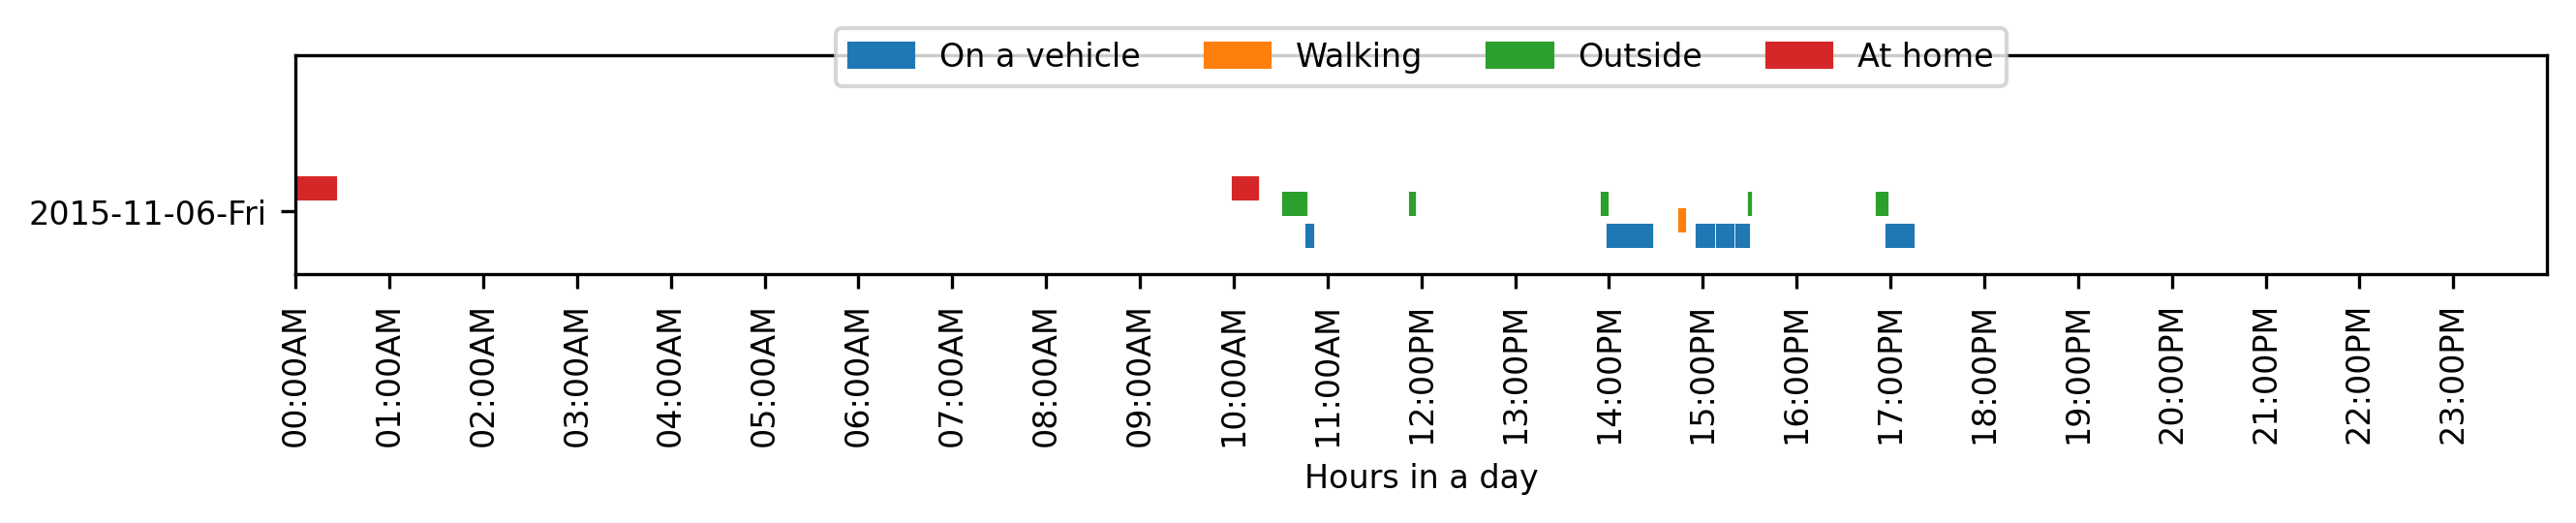 On a vehicle Walking Outside At home
2015-11-06-Fri
00:00AM
01:00AM
02:00AM
03:00AM
04:00AM
05:00AM
06:00AM
07:00AM
08:00AM
09:00AM
10:00AM
11:00AM
12:00PM
13:00PM
14:00PM
15:00PM
16:00PM
17:00PM
18:00PM
19:00PM
20:00PM
21:00PM
22:00PM
23:00PM
Hours in a day